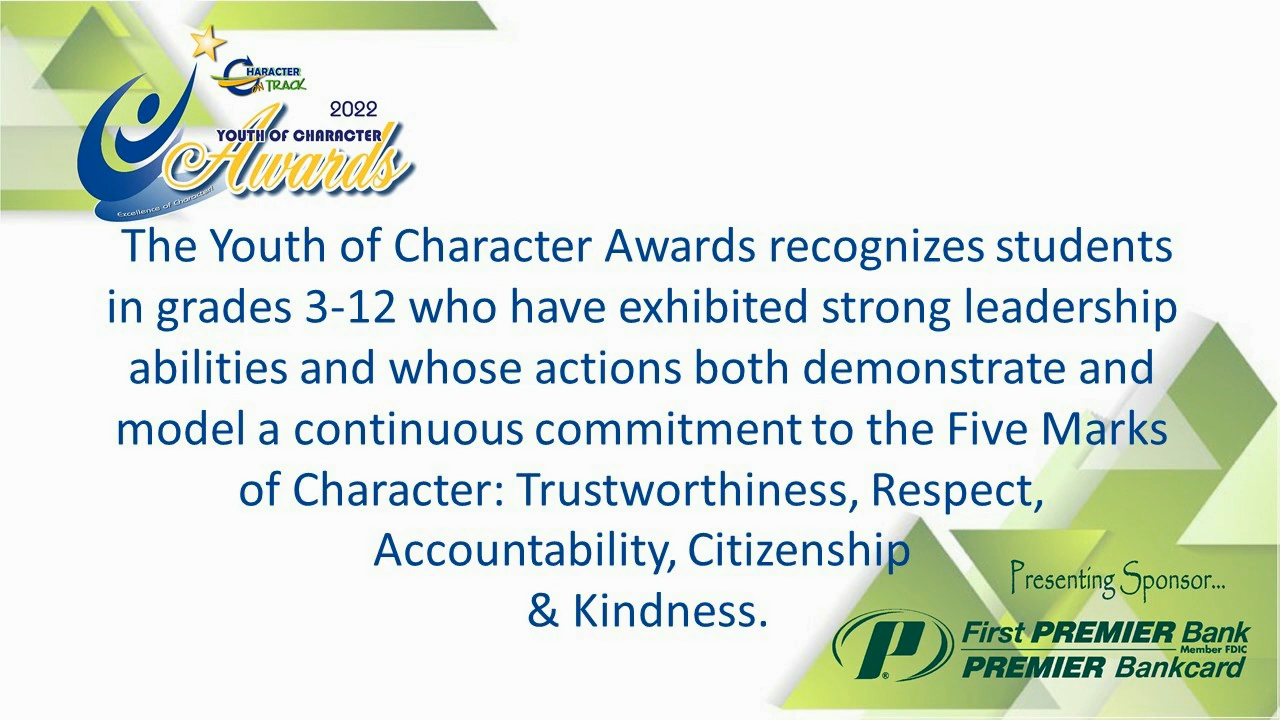 CHARACTER
ON TRACK
2022
YOUTH OF CHARACTER
Awards
Excellence of Character!
The Youth of Character Awards recognizes students
in grades 3-12 who have exhibited strong leadership
abilities and whose actions both demonstrate and
model a continuous commitment to the Five Marks
of Character: Trustworthiness, Respect,
Accountability, Citizenship
& Kindness.
Presenting Sponsor...
P®
First PREMIER Bank
Member FDIC
PREMIER Bankcard